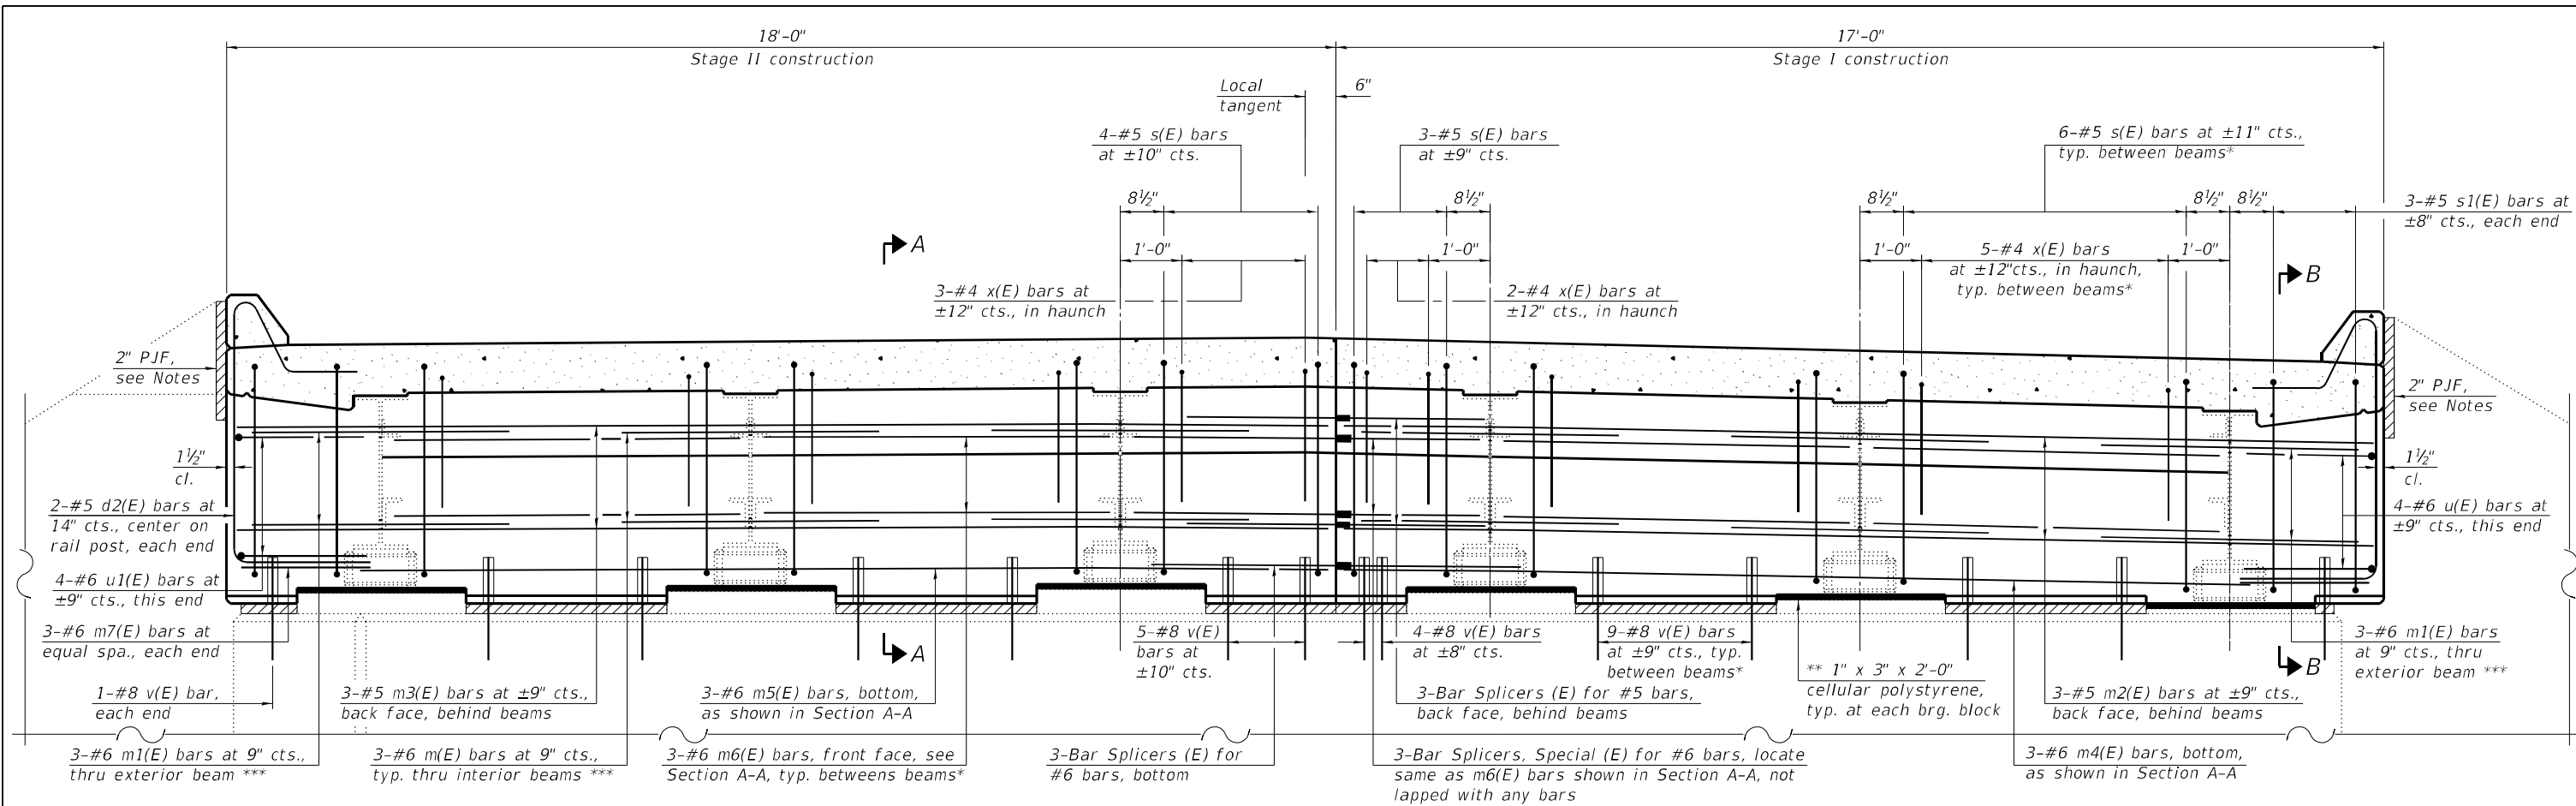 18'-0"
Stage II construction
17'-0"
Stage I construction
Local
tangent
6"
4-#5 s(E) bars
at ±10" cts.
3-#5 s(E) bars
at ±9" cts.
6-#5 s(E) bars at ±11" cts.,
typ. between beams*
8½"
8½"
8½"
8½"
8½"
3-#5 s1(E) bars at
±8" cts., each end
A
1'-0"
1'-0"
1'-0"
5-#4 x(E) bars
at ±12"cts., in haunch,
typ. between beams*
1'-0"
B
3-#4 x(E) bars at
±12" cts., in haunch
2-#4 x(E) bars at
±12" cts., in haunch
2" PJF,
see Notes
2" PJF,
see Notes
1½"
cl.
1½"
cl.
2-#5 d2(E) bars at
14" cts., center on
rail post, each end
4-#6 u(E) bars at
±9" cts., this end
4-#6 u1(E) bars at
±9" cts., this end
3-#6 m7(E) bars at
equal spa., each end
A
5-#8 v(E)
bars at
±10" cts.
4-#8 v(E) bars
at ±8" cts.
9-#8 v(E) bars
at ±9" cts., typ.
between beams*
** 1" x 3" x 2'-0"
cellular polystyrene,
typ. at each brg. block
B
3-#6 m1(E) bars
at 9" cts., thru
exterior beam ***
1-#8 v(E) bar,
each end
3-#5 m3(E) bars at ±9" cts.,
back face, behind beams
3-#6 m5(E) bars, bottom,
as shown in Section A-A
3-Bar Splicers (E) for #5 bars,
back face, behind beams
3-#5 m2(E) bars at ±9" cts.,
back face, behind beams
3-#6 m1(E) bars at 9" cts.,
thru exterior beam ***
3-#6 m(E) bars at 9" cts.,
typ. thru interior beams ***
3-#6 m6(E) bars, front face, see
Section A-A, typ. betweens beams*
3-Bar Splicers (E) for
#6 bars, bottom
3-Bar Splicers, Special (E) for #6 bars, locate
same as m6(E) bars shown in Section A-A, not
lapped with any bars
3-#6 m4(E) bars, bottom,
as shown in Section A-A